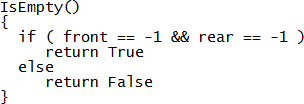 IsEmpty()
{
  if ( front == -1 && rear == -1 )
     return True
  else
     return False
}